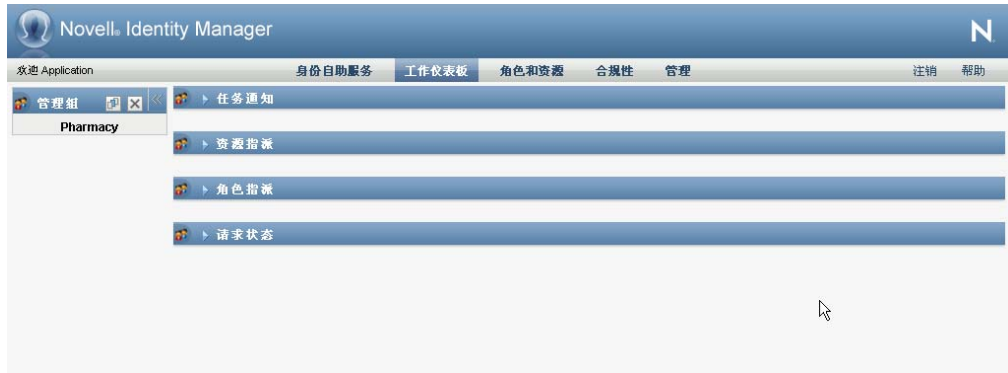 Novell® Identity Manager
N
欢迎 Application
身份自助服务 工作仪表板 角色和资源 合规性 管理 注销 帮助
管理组
Pharmacy
任务通知
资源指派
角色指派
请求状态